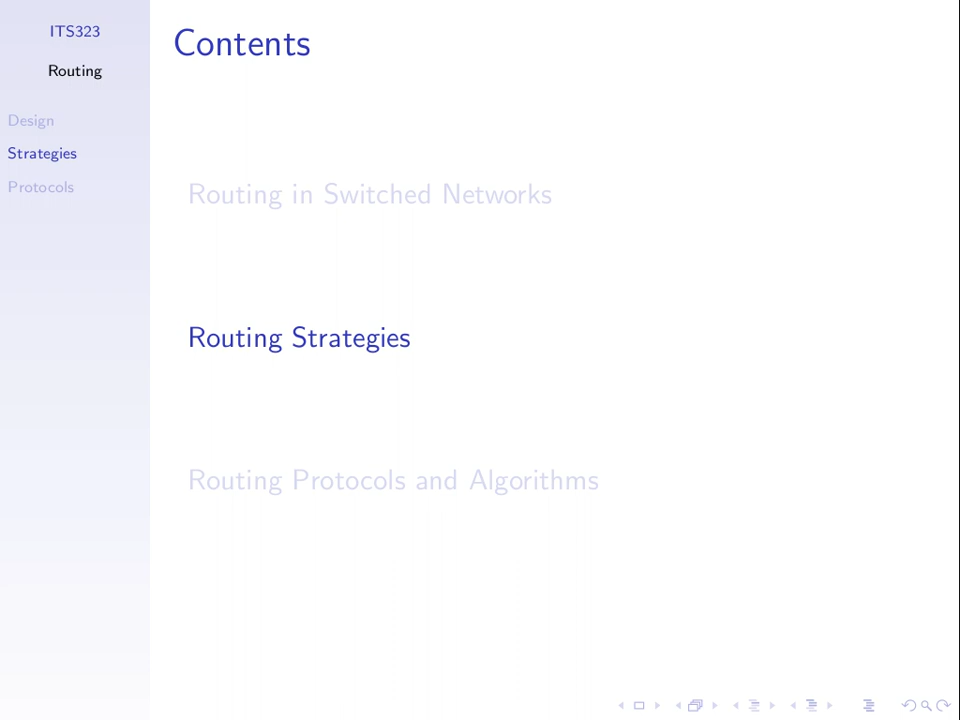 ITS323
Routing
Design
Strategies
Protocols
Contents
Routing in Switched Networks
Routing Strategies
Routing Protocols and Algorithms